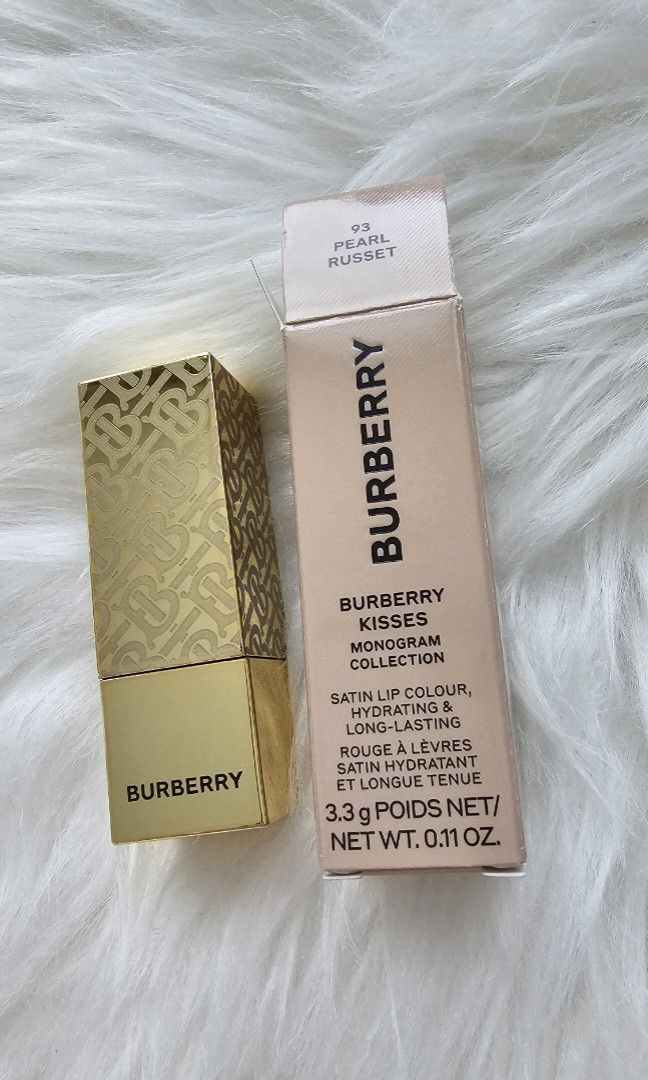 93
PEARL
RUSSET
BURBERRY
BURBERRY
KISSES
MONOGRAM
COLLECTION
SATIN LIP COLOUR,
HYDRATING &
LONG-LASTING
ROUGE À LÈVRES
SATIN HYDRATANT
ET LONGUE TENUE
3.3 g POIDS NET/
NET WT. 0.11 OZ.
BURBERRY